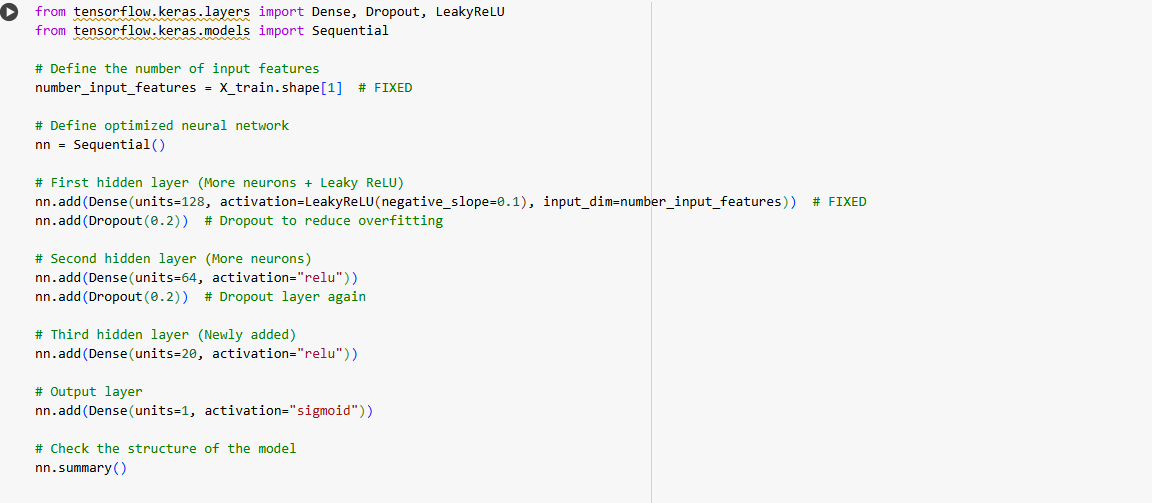 from tensorflow.keras.layers import Dense, Dropout, LeakyReLU
from tensorflow.keras.models import Sequential
# Define the number of input features
number_input_features = X_train.shape[1]  # FIXED
# Define optimized neural network
nn = Sequential()
# First hidden layer (More neurons + Leaky ReLU)
nn.add(Dense(units=128, activation=LeakyReLU(negative_slope=0.1), input_dim=number_input_features))  # FIXED
nn.add(Dropout(0.2))  # Dropout to reduce overfitting
# Second hidden layer (More neurons)
nn.add(Dense(units=64, activation="relu"))
nn.add(Dropout(0.2))  # Dropout layer again
# Third hidden layer (Newly added)
nn.add(Dense(units=20, activation="relu"))
# Output layer
nn.add(Dense(units=1, activation="sigmoid"))
# Check the structure of the model
nn.summary()